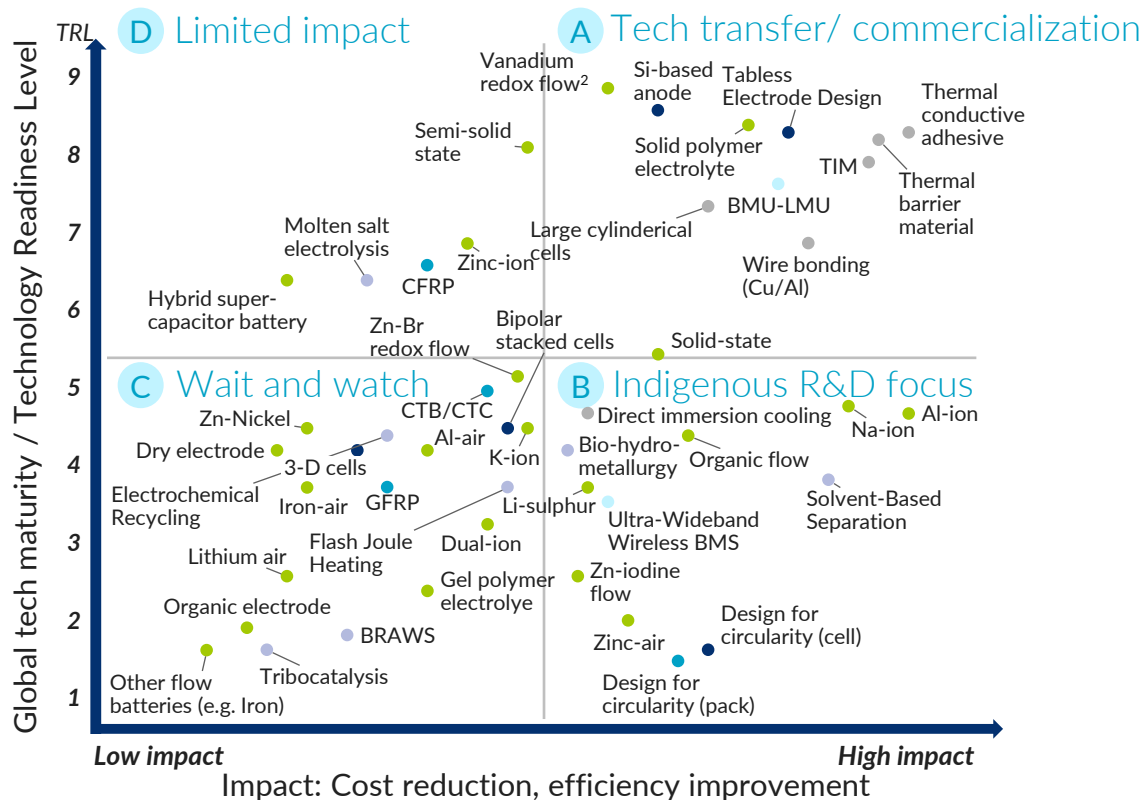 TRL
D Limited impact
A Tech transfer/ commercialization
Global tech maturity / Technology Readiness Level
9
8
7
6
5
4
3
2
1
Vanadium
redox flow²
Si-based
anode
Tabless
Electrode Design
Thermal
conductive
adhesive
Semi-solid
state
Solid polymer
electrolyte
TIM
Thermal
barrier
material
BMU-LMU
Large cylinderical
cells
Wire bonding
(Cu/Al)
Molten salt
electrolysis
Zinc-ion
CFRP
Hybrid super-
capacitor battery
Zn-Br
redox flow
Bipolar
stacked cells
Solid-state
C Wait and watch
B Indigenous R&D focus
CTB/CTC
Zn-Nickel
Direct immersion cooling
Na-ion
Al-ion
Dry electrode
3-D cells
Al-air
K-ion
Bio-hydro-
metallurgy
Organic flow
Electrochemical
Recycling
Iron-air
GFRP
Li-sulphur
Solvent-Based
Separation
Flash Joule
Heating
Dual-ion
Ultra-Wideband
Wireless BMS
Lithium air
Gel polymer
electrolye
Zn-iodine
flow
Organic electrode
BRAWS
Zinc-air
Design for
circularity (cell)
Tribocatalysis
Other flow
batteries (e.g. Iron)
Design for
circularity (pack)
Low impact
High impact
Impact: Cost reduction, efficiency improvement